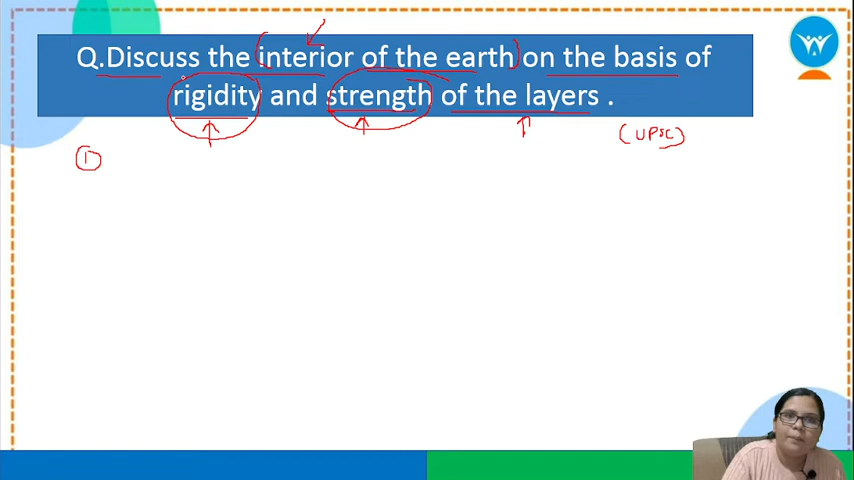 Q.Discuss the interior of the earth on the basis of
rigidity and strength of the layers .
(UPSC)
1